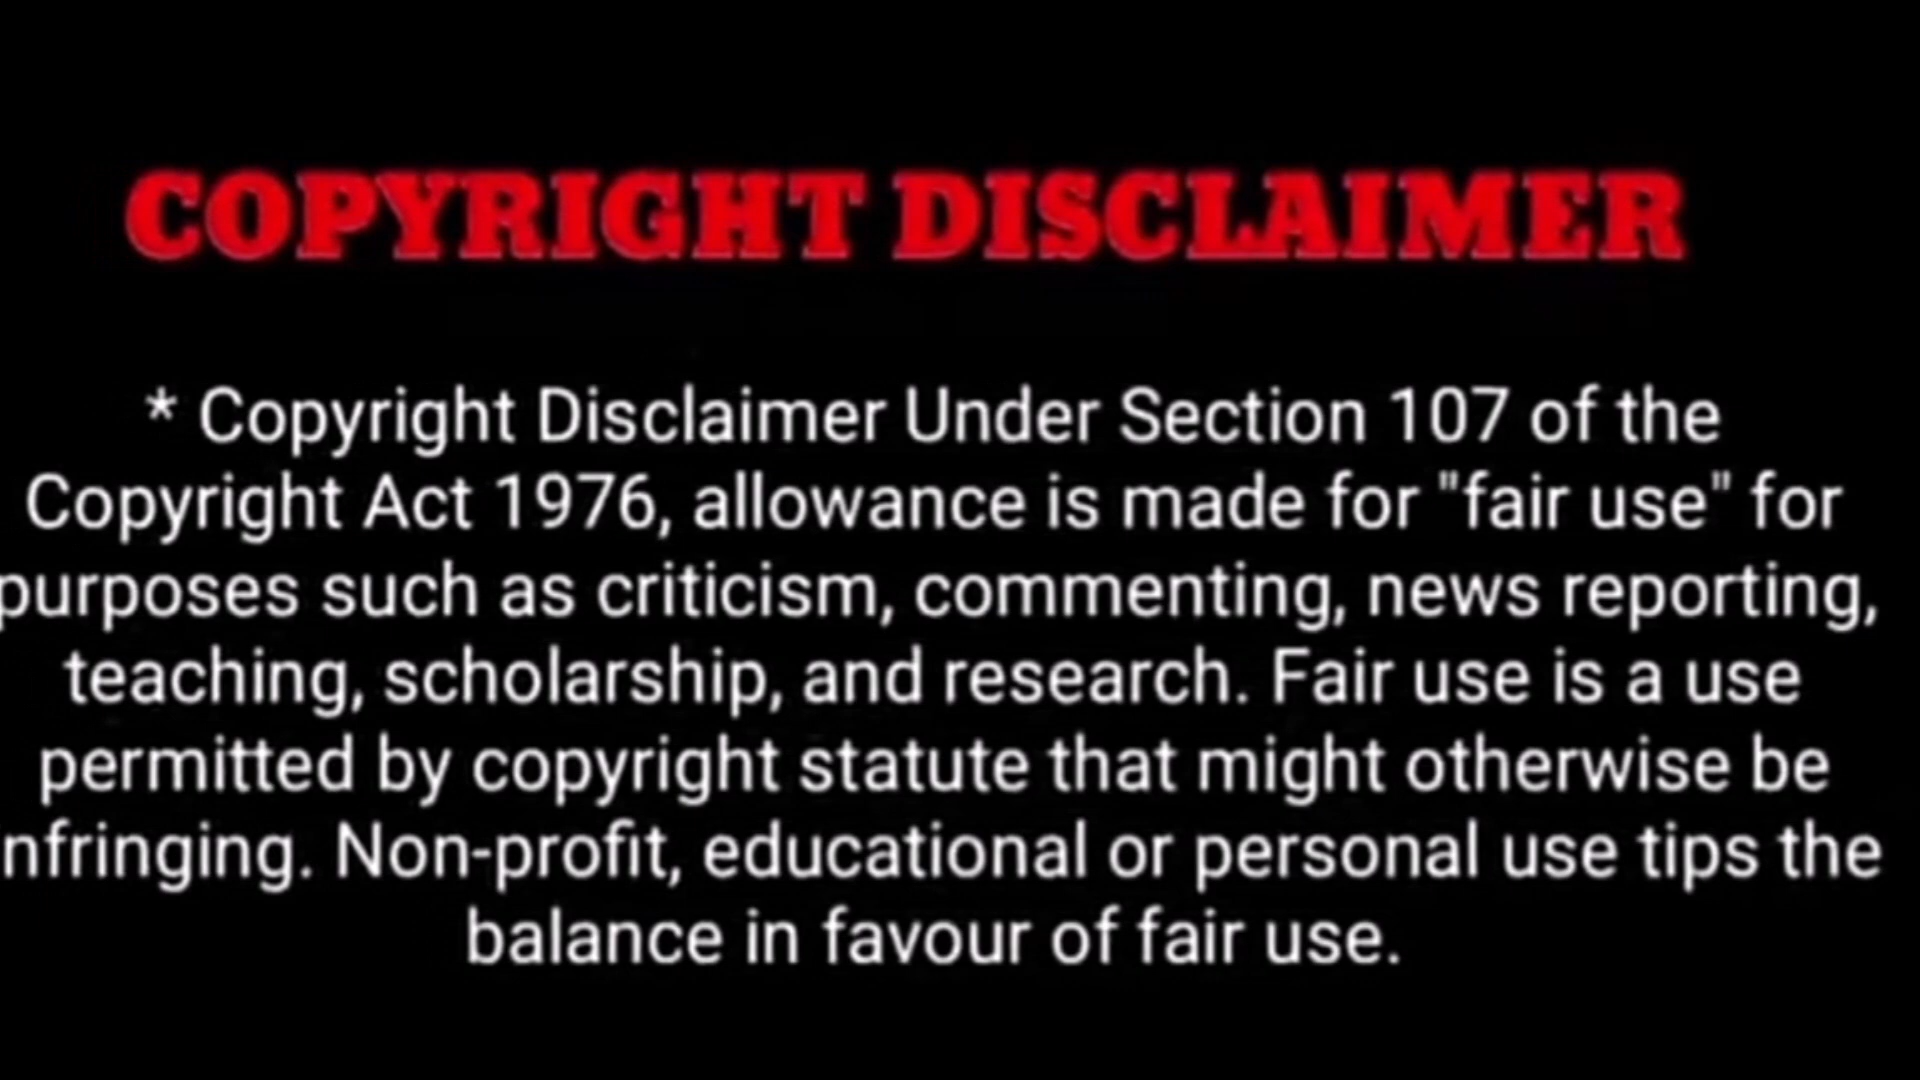 COPYRIGHT DISCLAIMER
* Copyright Disclaimer Under Section 107 of the
Copyright Act 1976, allowance is made for "fair use" for
purposes such as criticism, commenting, news reporting,
teaching, scholarship, and research. Fair use is a use
permitted by copyright statute that might otherwise be
nfringing. Non-profit, educational or personal use tips the
balance in favour of fair use.